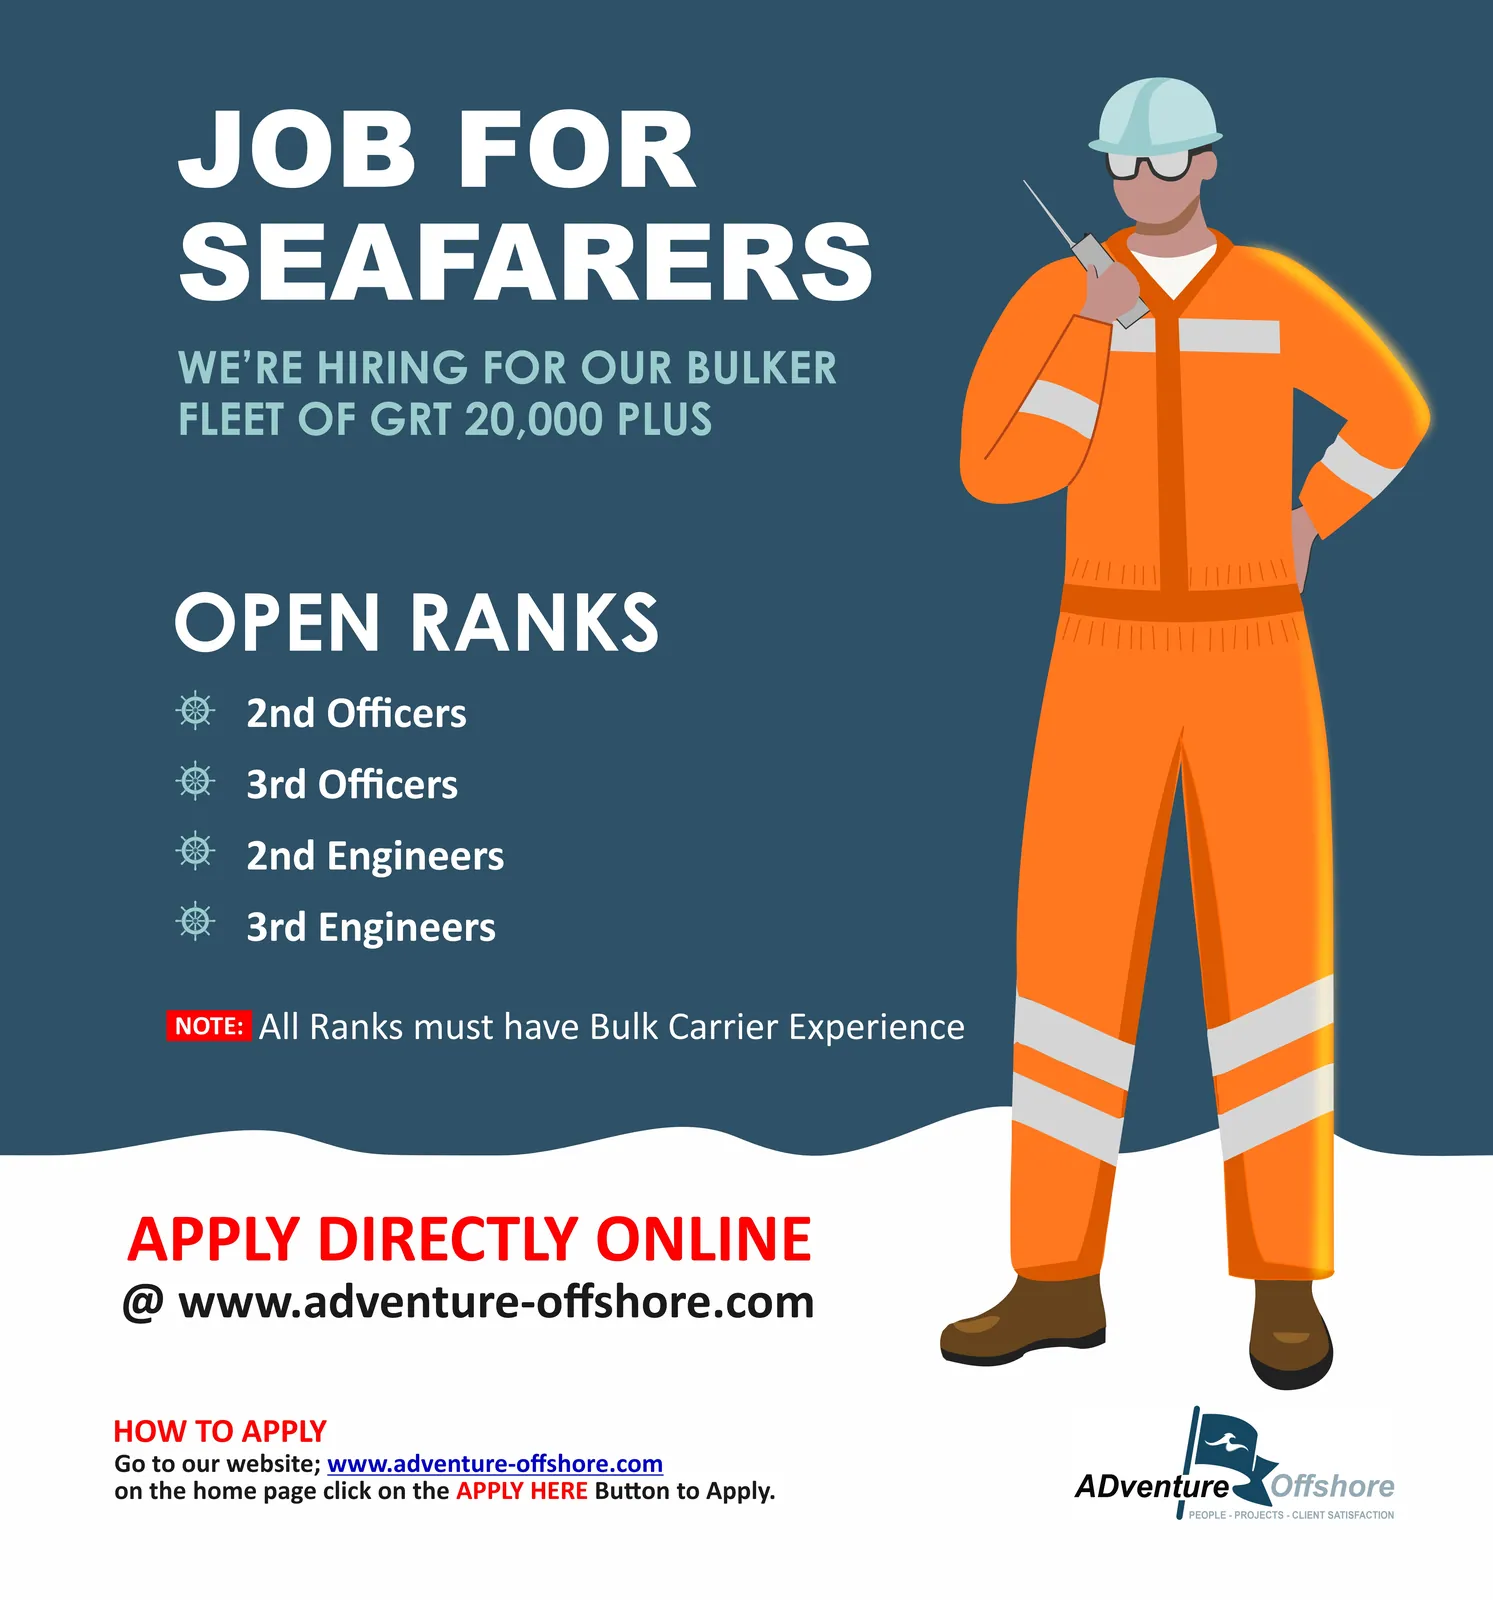 JOB FOR
SEAFARERS
WE'RE HIRING FOR OUR BULKER
FLEET OF GRT 20,000 PLUS
OPEN RANKS
2nd Officers
3rd Officers
2nd Engineers
3rd Engineers
NOTE: All Ranks must have Bulk Carrier Experience
APPLY DIRECTLY ONLINE
@ www.adventure-offshore.com
HOW TO APPLY
Go to our website; www.adventure-offshore.com
on the home page click on the APPLY HERE Button to Apply.
ADventure Offshore
PEOPLE - PROJECTS - CLIENT SATISFACTION